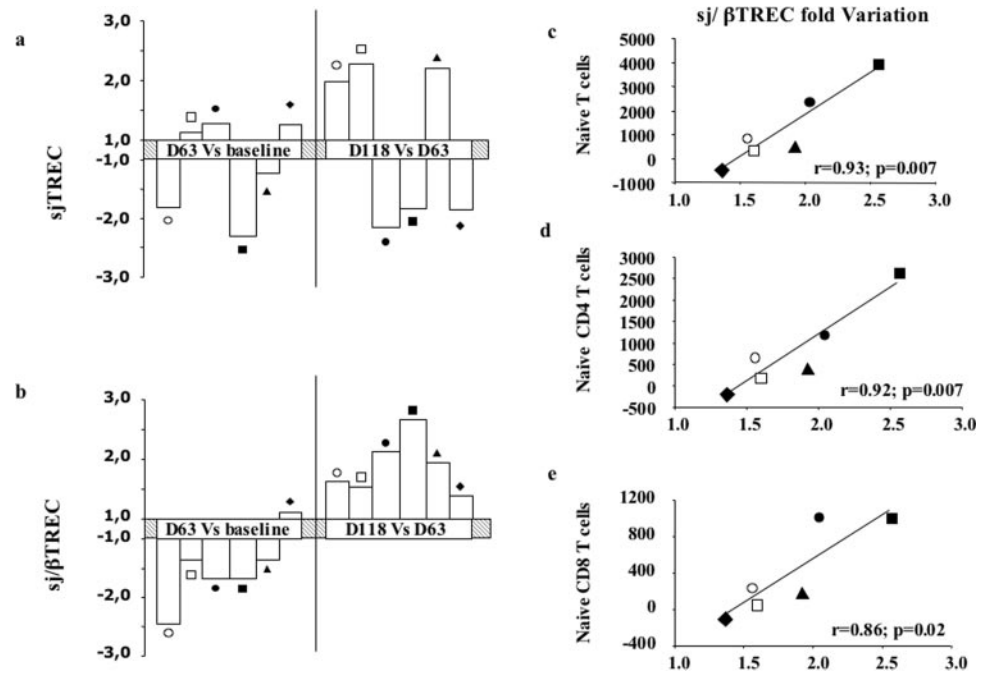 a
3,0
2,0
1,0
-1,0
-2,0
-3,0
sjTREC
D63 Vs baseline
D118 Vs D63
b
3,0
2,0
1,0
-1,0
-2,0
-3,0
sj/βTREC
D63 Vs baseline
D118 Vs D63
sj/ βTREC fold Variation
c
Naive T cells
5000
4000
3000
2000
1000
0
-1000
r=0.93; p=0.007
1.0 1.5 2.0 2.5 3.0
d
Naive CD4 T cells
3000
2500
2000
1500
1000
500
0
-500
r=0.92; p=0.007
1.0 1.5 2.0 2.5 3.0
e
Naive CD8 T cells
1200
800
400
0
-400
r=0.86; p=0.02
1.0 1.5 2.0 2.5 3.0